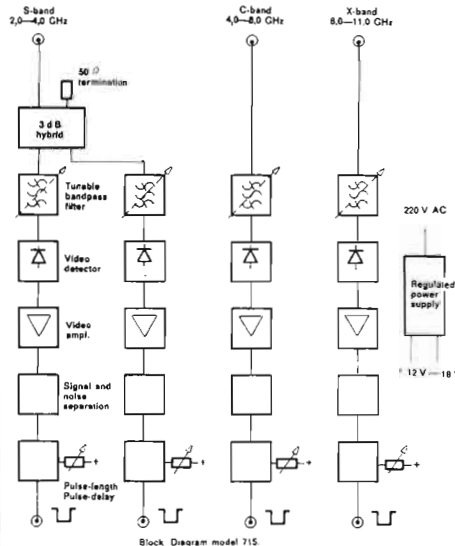 S-band
2,0—4,0 GHz
C-band
4,0—8,0 GHz
X-band
8,0—11,0 GHz
50 Ω
termination
3 dB
hybrid
Tunable
bandpass
filter
220 V AC
Video
detector
Regulated
power
supply
Video
ampl.
12 V
18
Signal and
noise
separation
+
+
+
+
Pulse-length
Pulse-delay
Block Diagram model 715.